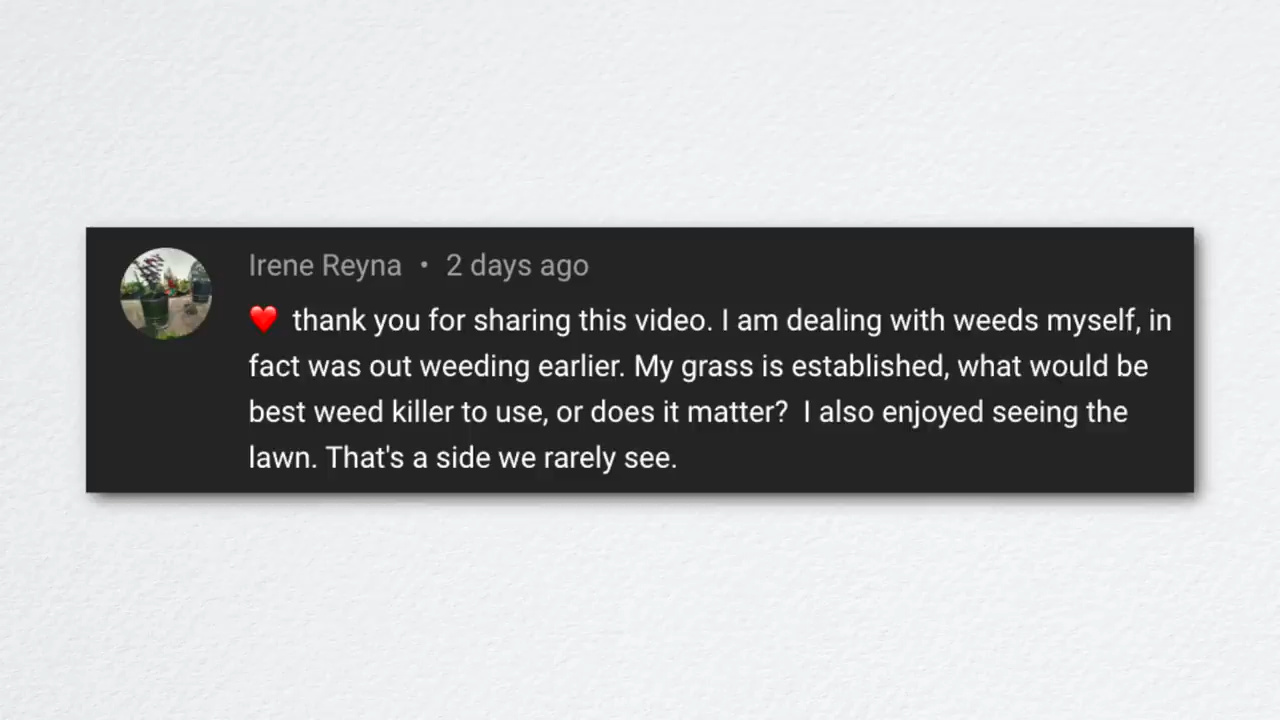 Irene Reyna • 2 days ago
❤️ thank you for sharing this video. I am dealing with weeds myself, in
fact was out weeding earlier. My grass is established, what would be
best weed killer to use, or does it matter?  I also enjoyed seeing the
lawn. That's a side we rarely see.